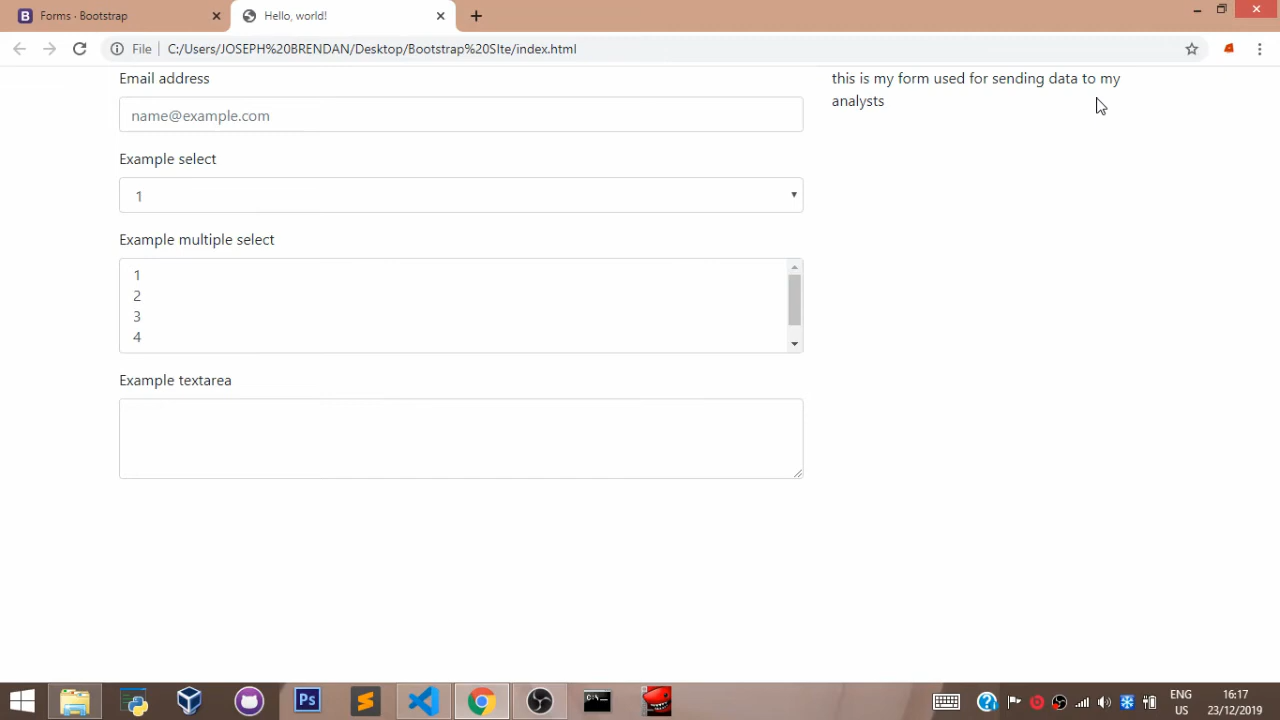 B Forms · Bootstrap
Hello, world!
File C:/Users/JOSEPH%20BRENDAN/Desktop/Bootstrap%20SIte/index.html
Email address
name@example.com
Example select
1
Example multiple select
1
2
3
4
Example textarea
this is my form used for sending data to my
analysts
Ps
ENG
US
16:17
23/12/2019